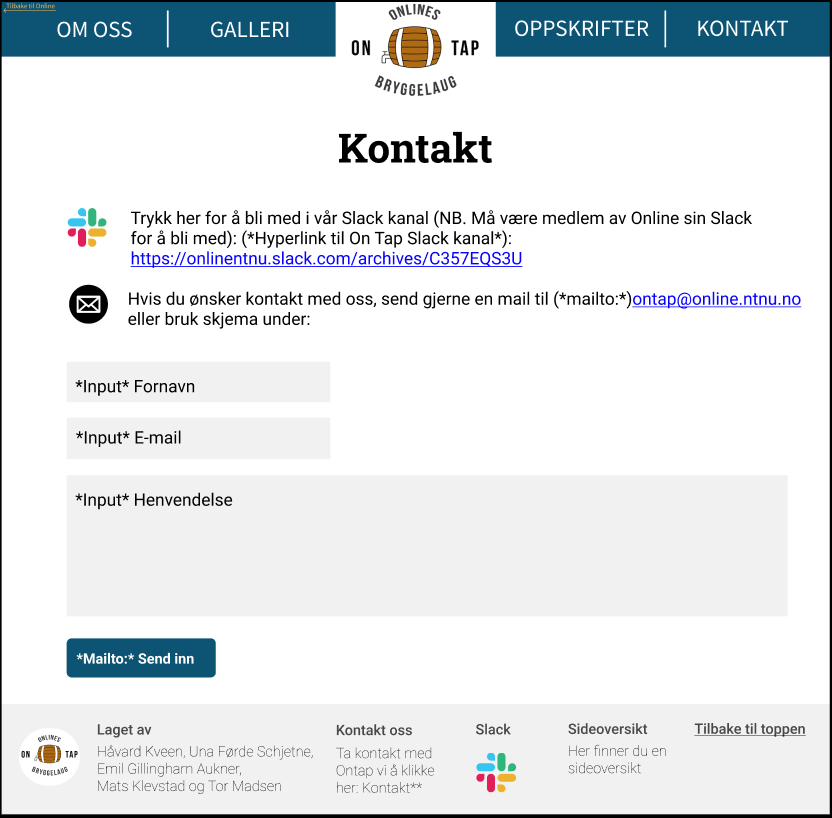 Tilbake til Online
OM OSS
GALLERI
ONLINES
ON TAP
BRYGGELAUG
OPPSKRIFTER
KONTAKT
Kontakt
Trykk her for å bli med i vår Slack kanal (NB. Må være medlem av Online sin Slack
for å bli med): (*Hyperlink til On Tap Slack kanal*):
https://onlinentnu.slack.com/archives/C357EQS3U
Hvis du ønsker kontakt med oss, send gjerne en mail til (*mailto:*)ontap@online.ntnu.no
eller bruk skjema under:
*Input* Fornavn
*Input* E-mail
*Input* Henvendelse
*Mailto:* Send inn
ONLINES
ON TAP
BRYGGELAUG
Laget av
Håvard Kveen, Una Førde Schjetne,
Emil Gillingharn Aukner,
Mats Klevstad og Tor Madsen
Kontakt oss
Ta kontakt med
Ontap vi å klikke
her: Kontakt**
Slack
Sideoversikt
Her finner du en
sideoversikt
Tilbake til toppen